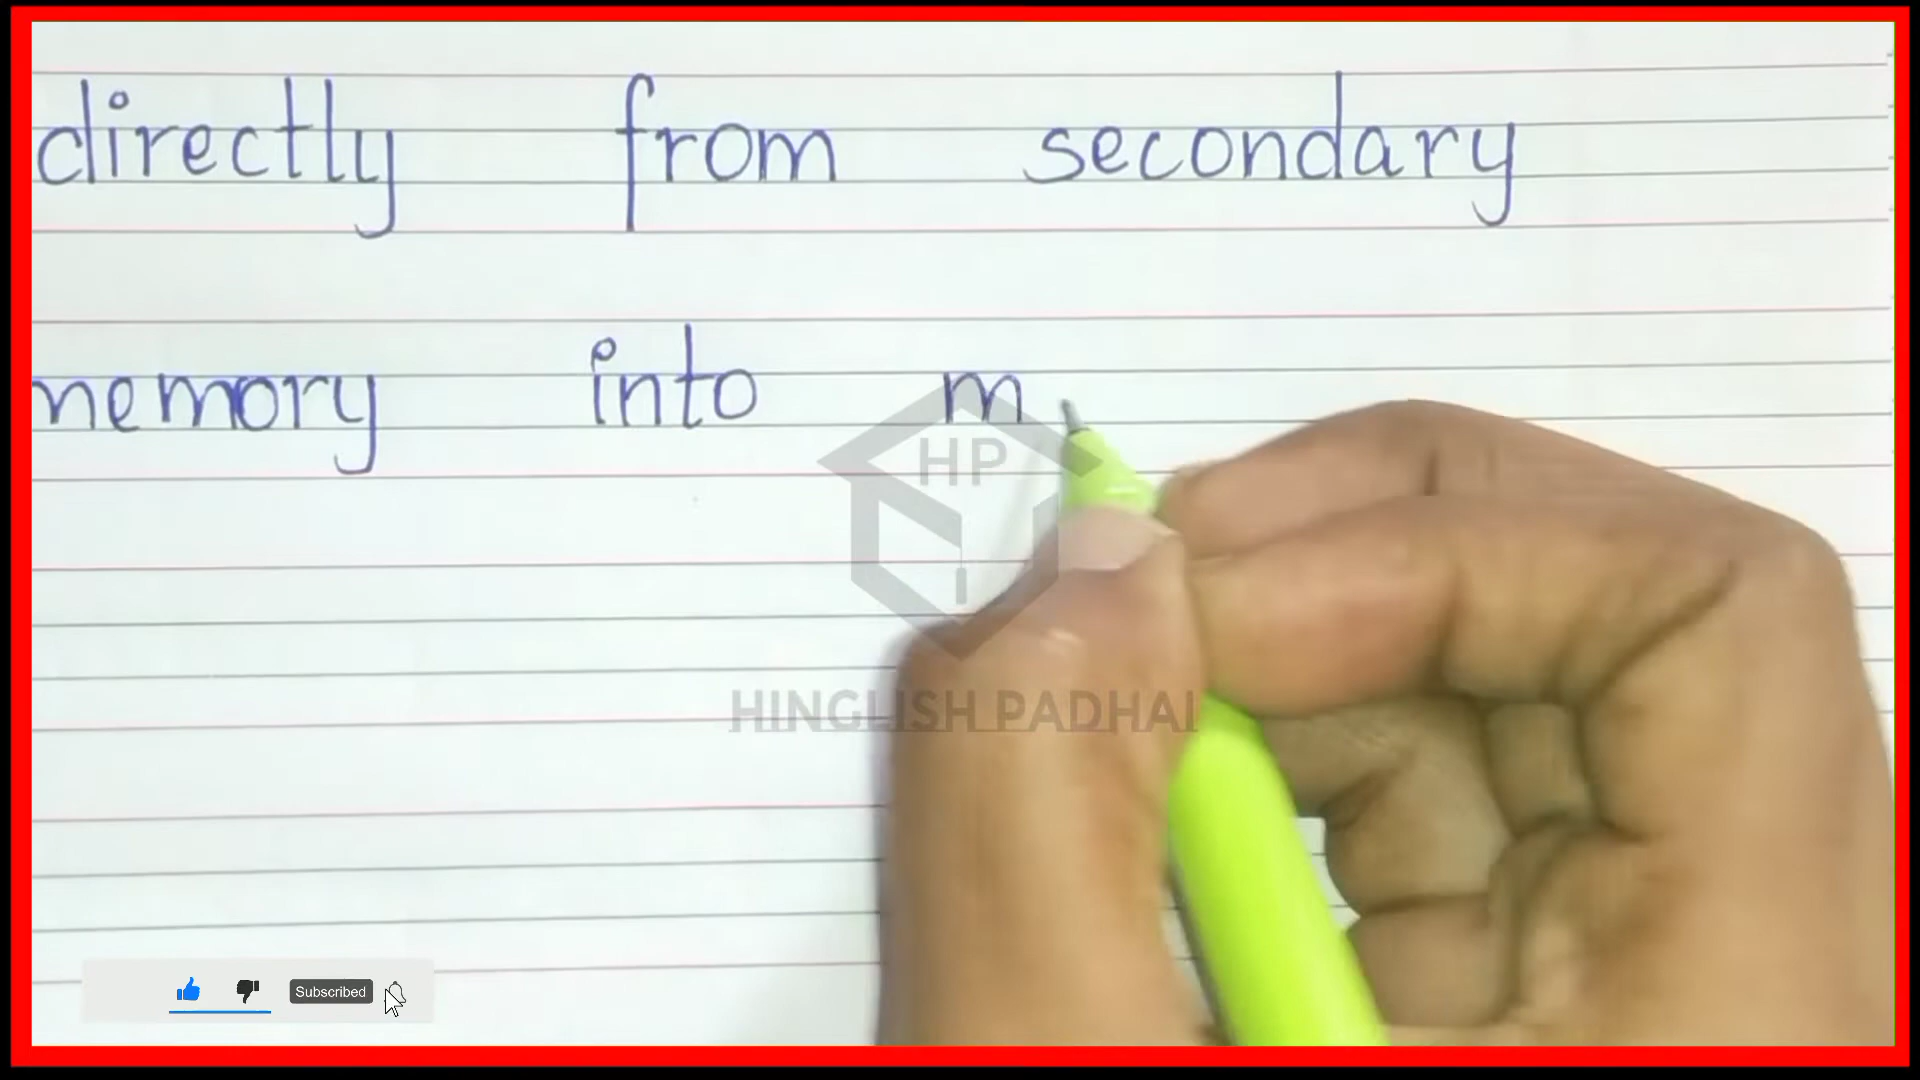 directly from secondary
memory into m
HP
HINGLISH PADHAI
Subscribed